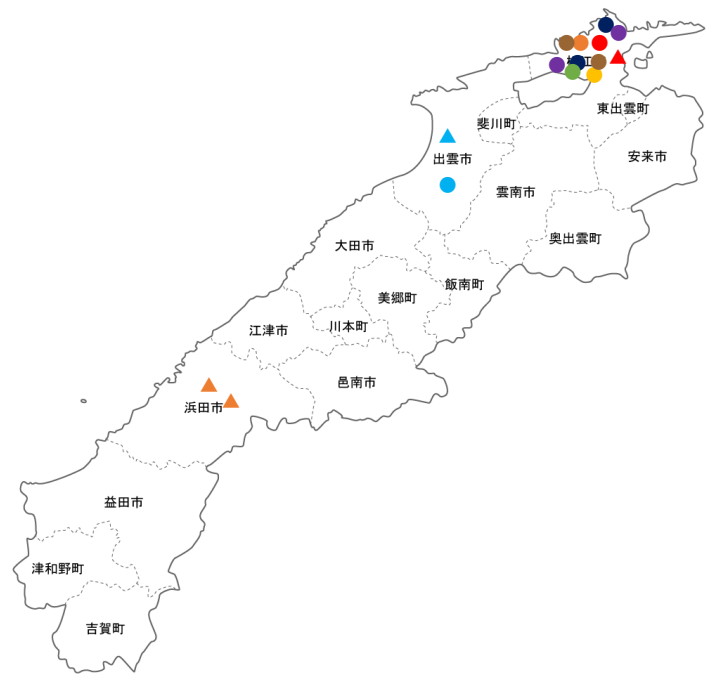 東出雲町
斐川町
安来市
出雲市
雲南市
奥出雲町
大田市
飯南町
美郷町
川本町
江津市
邑南市
浜田市
益田市
津和野町
吉賀町